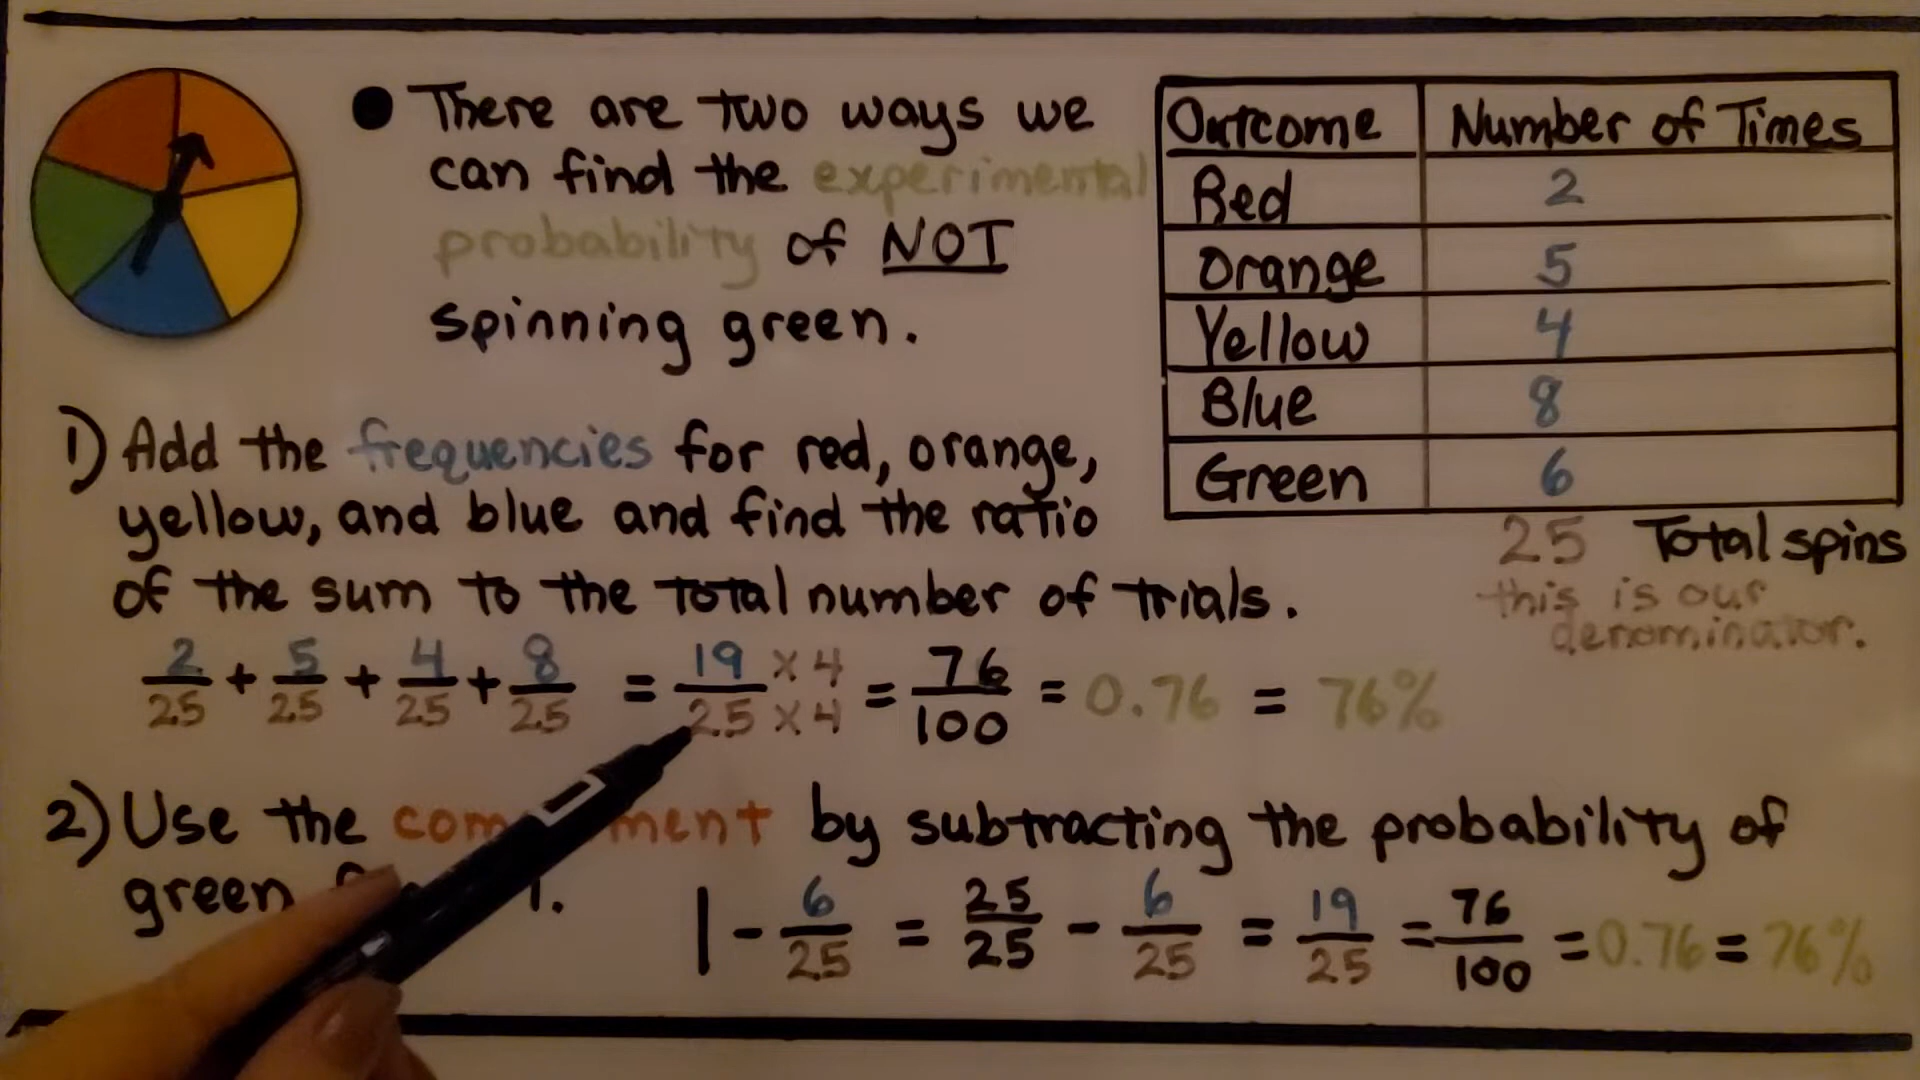 There are two ways we
can find the experimental
probability of NOT
spinning green.
Outcome Number of Times
Red 2
Orange 5
Yellow 4
Blue 8
Green 6
25 Total spins
this is our
denominator.
1) Add the frequencies for red, orange,
yellow, and blue and find the ratio
of the sum to the total number of trials.
2/25 + 5/25 + 4/25 + 8/25 = 19/25 × 4/× 4 = 76/100 = 0.76 = 76%
2) Use the com ment by subtracting the probability of
green 1.
1 - 6/25 = 25/25 - 6/25 = 19/25 = 76/100 = 0.76 = 76%